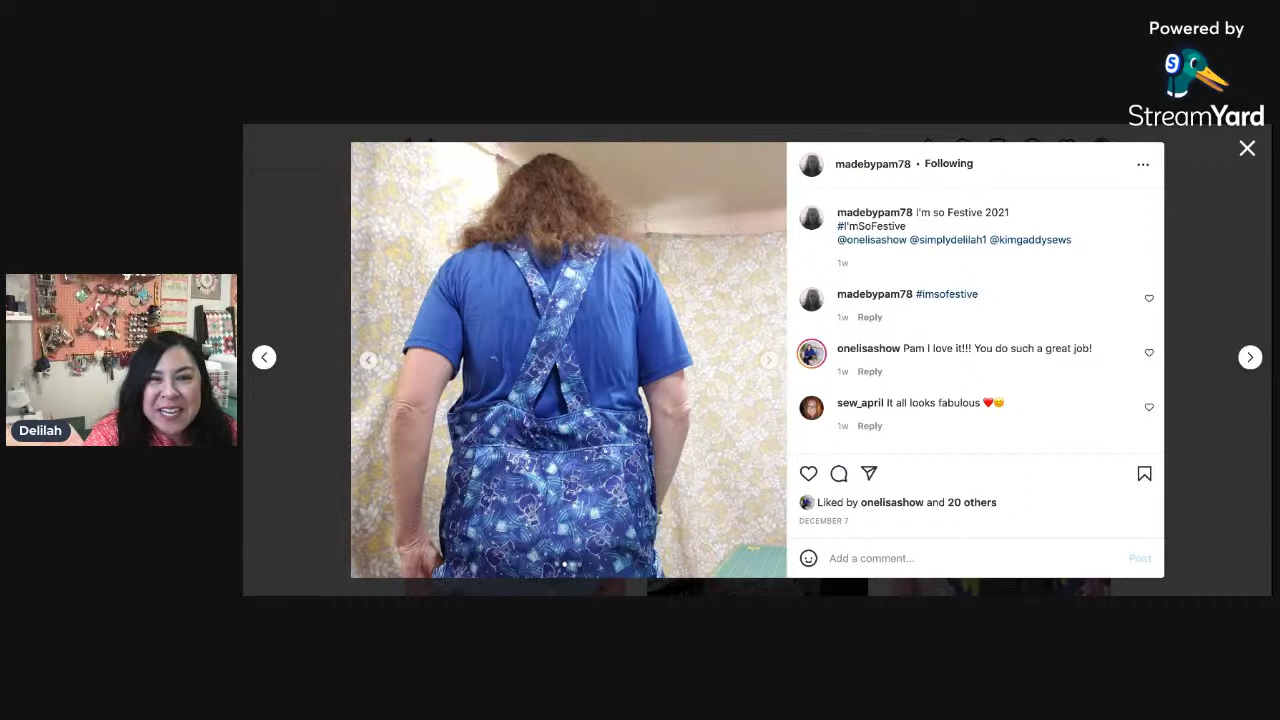 Powered by
S
StreamYard
madebypam78 • Following
madebypam78 I'm so Festive 2021
#I'mSoFestive
@onelisashow @simplydelilah1 @kimgaddysews
1w
madebypam78 #imsofestive
1w Reply
onelisashow Pam I love it!!! You do such a great job!
1w Reply
sew_april It all looks fabulous ❤️😊
1w Reply
Liked by onelisashow and 20 others
DECEMBER 7
Add a comment...
Post
Delilah